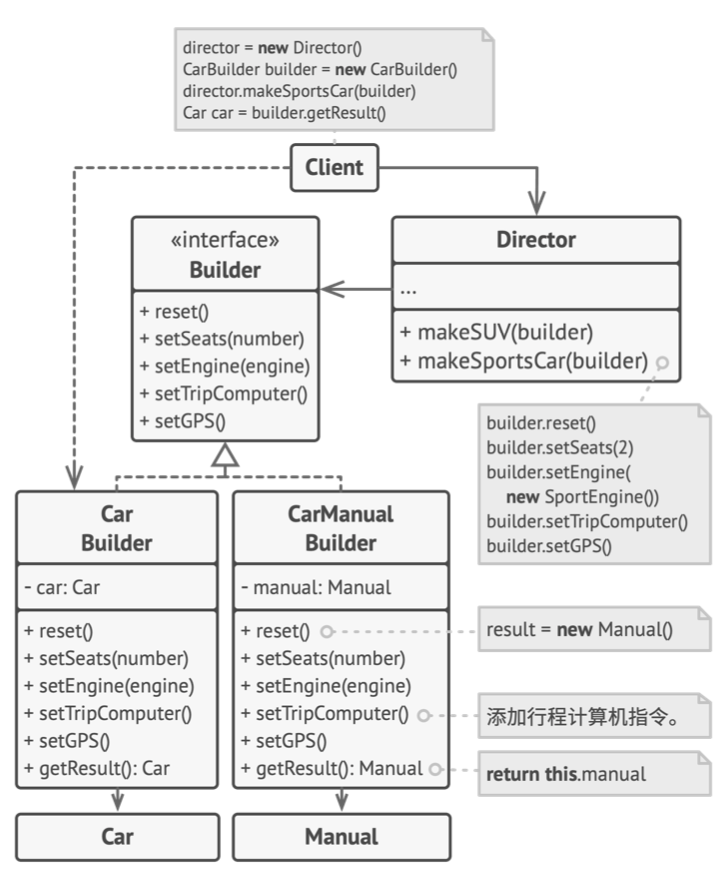 director = new Director()
CarBuilder builder = new CarBuilder()
director.makeSportsCar(builder)
Car car = builder.getResult()
Client
«interface»
Builder
+ reset()
+ setSeats(number)
+ setEngine(engine)
+ setTripComputer()
+ setGPS()
Director
...
+ makeSUV(builder)
+ makeSportsCar(builder)
builder.reset()
builder.setSeats(2)
builder.setEngine(
new SportEngine())
builder.setTripComputer()
builder.setGPS()
Car
Builder
- car: Car
+ reset()
+ setSeats(number)
+ setEngine(engine)
+ setTripComputer()
+ setGPS()
+ getResult(): Car
CarManual
Builder
- manual: Manual
+ reset()
+ setSeats(number)
+ setEngine(engine)
+ setTripComputer()
+ setGPS()
+ getResult(): Manual
result = new Manual()
添加行程计算机指令。
return this.manual
Car
Manual